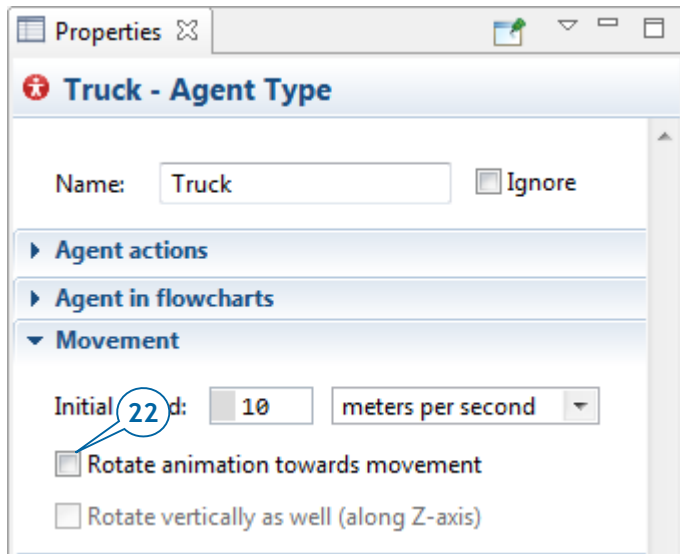 Properties
Truck - Agent Type
Name: Truck Ignore
Agent actions
Agent in flowcharts
Movement
Initial d: 10 meters per second
22
Rotate animation towards movement
Rotate vertically as well (along Z-axis)